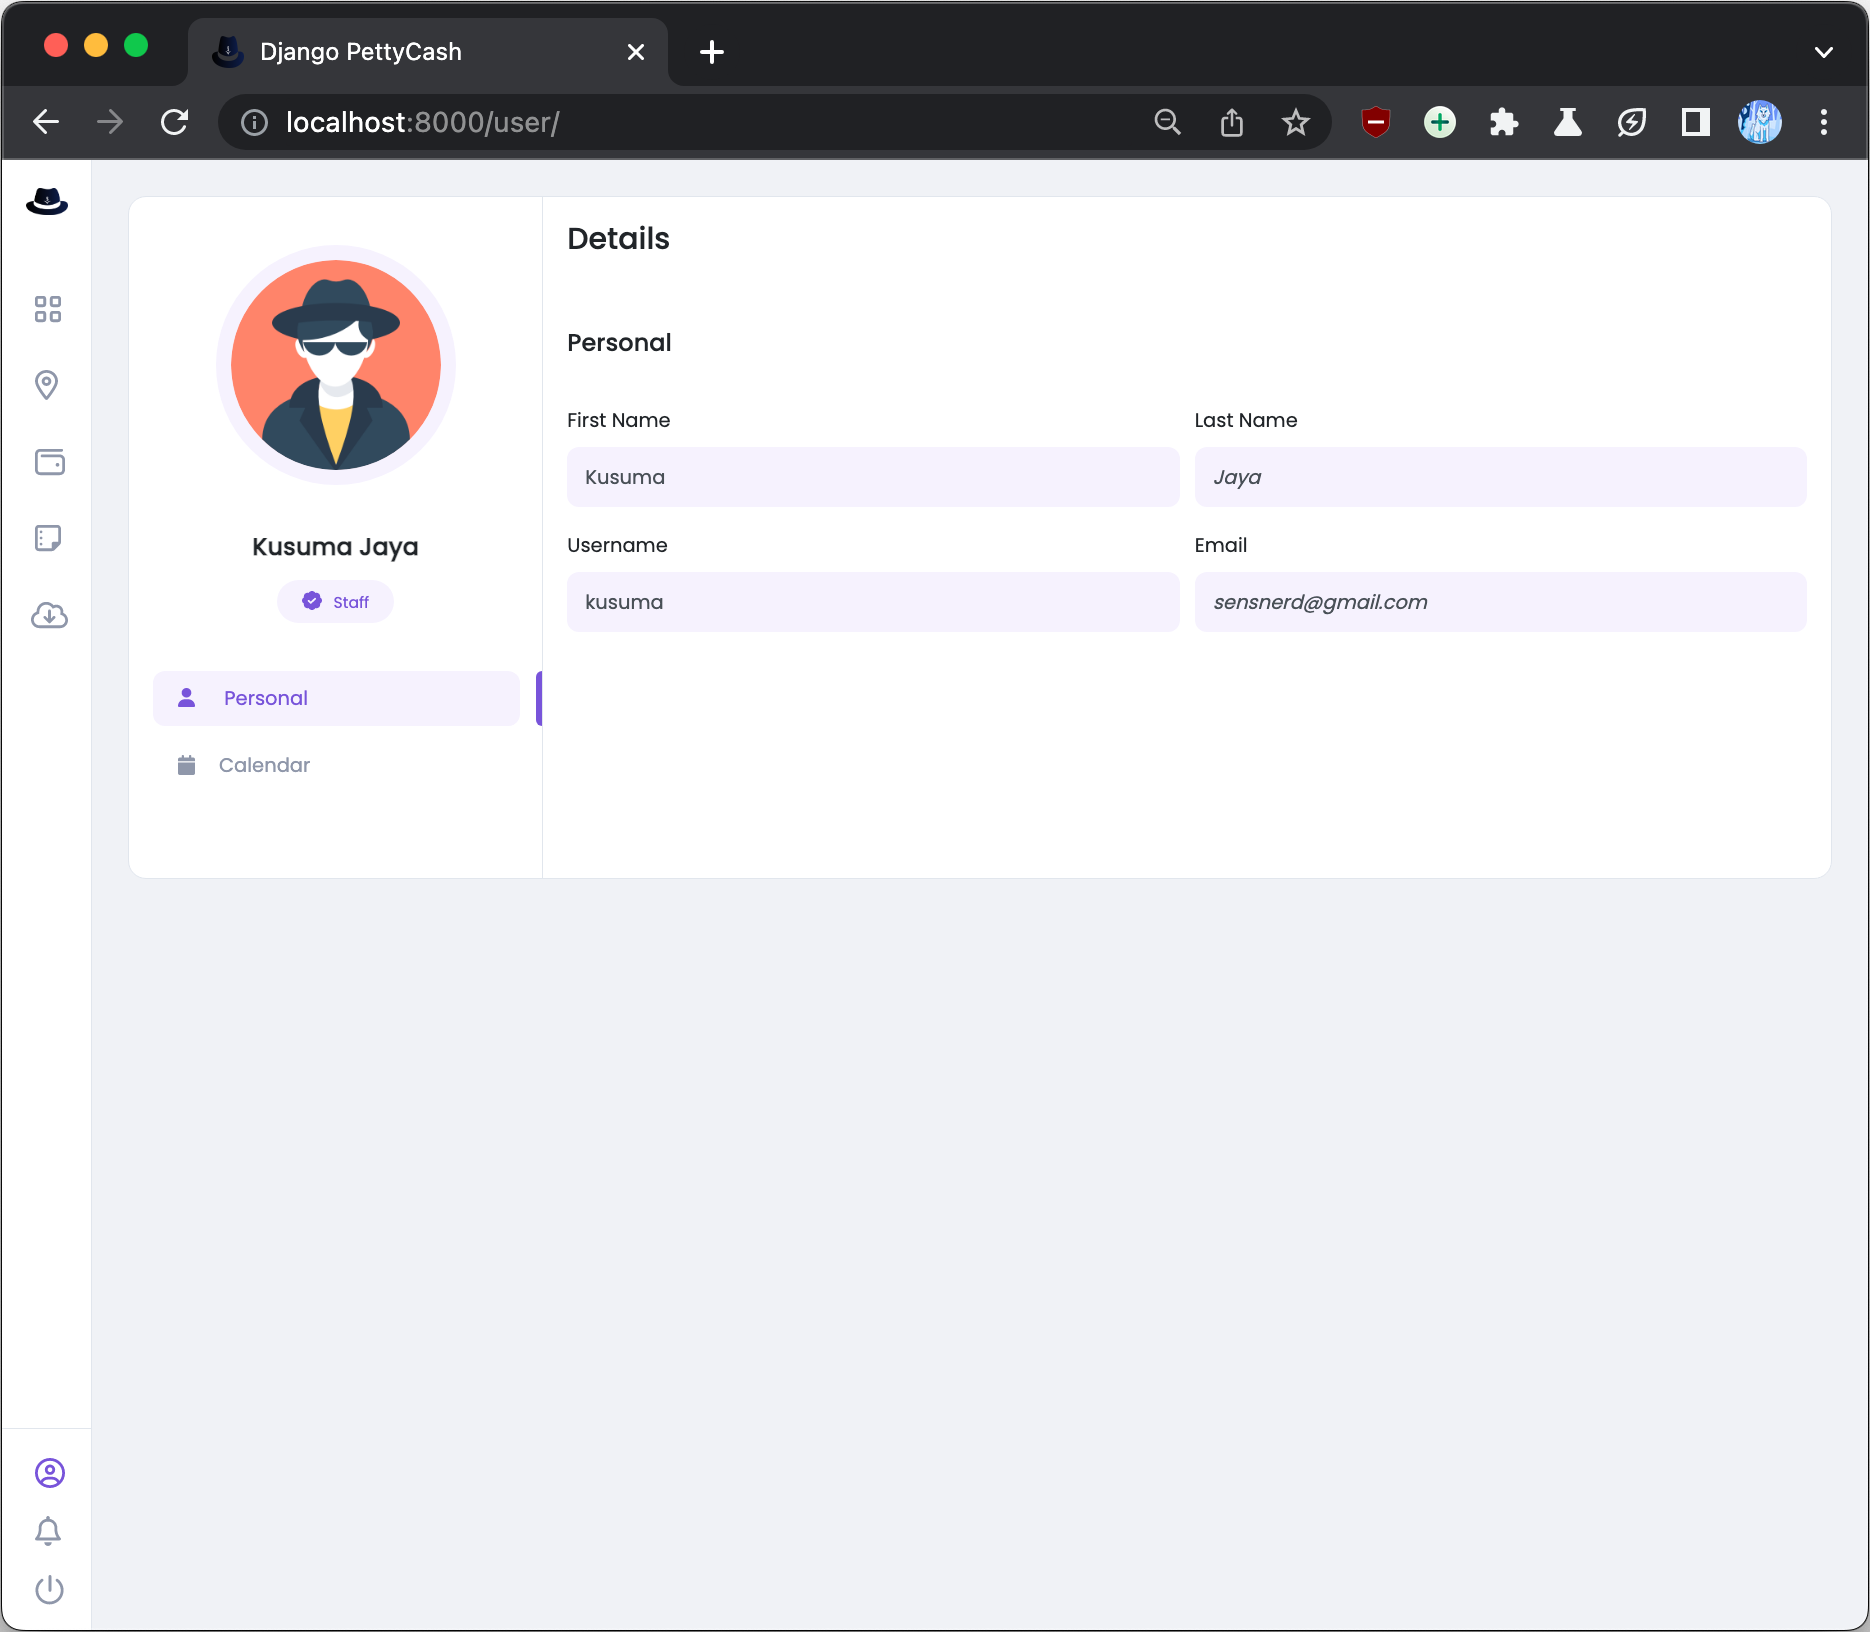 Django PettyCash
localhost:8000/user/
Details
Personal
First Name
Last Name
Kusuma
Jaya
Username
Email
kusuma
sensnerd@gmail.com
Kusuma Jaya
Staff
Personal
Calendar